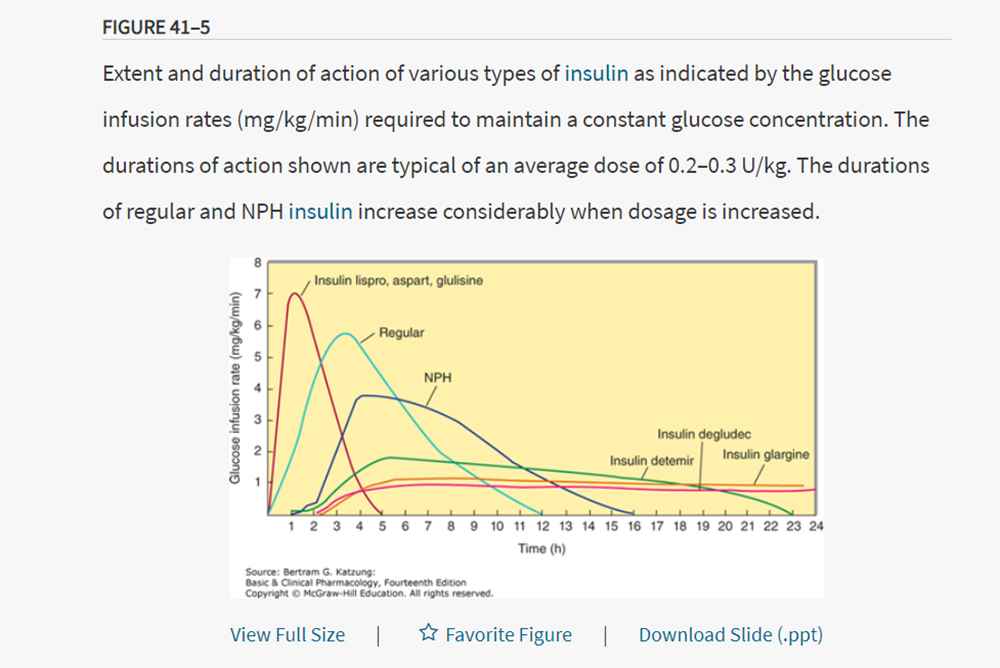 FIGURE 41–5
Extent and duration of action of various types of insulin as indicated by the glucose
infusion rates (mg/kg/min) required to maintain a constant glucose concentration. The
durations of action shown are typical of an average dose of 0.2–0.3 U/kg. The durations
of regular and NPH insulin increase considerably when dosage is increased.
Glucose infusion rate (mg/kg/min)
8
7
6
5
4
3
2
1
Insulin lispro, aspart, glulisine
Regular
NPH
Insulin degludec
Insulin detemir
Insulin glargine
1 2 3 4 5 6 7 8 9 10 11 12 13 14 15 16 17 18 19 20 21 22 23 24
Time (h)
Source: Bertram G. Katzung:
Basic & Clinical Pharmacology, Fourteenth Edition
Copyright © McGraw-Hill Education. All rights reserved.
View Full Size | Favorite Figure | Download Slide (.ppt)